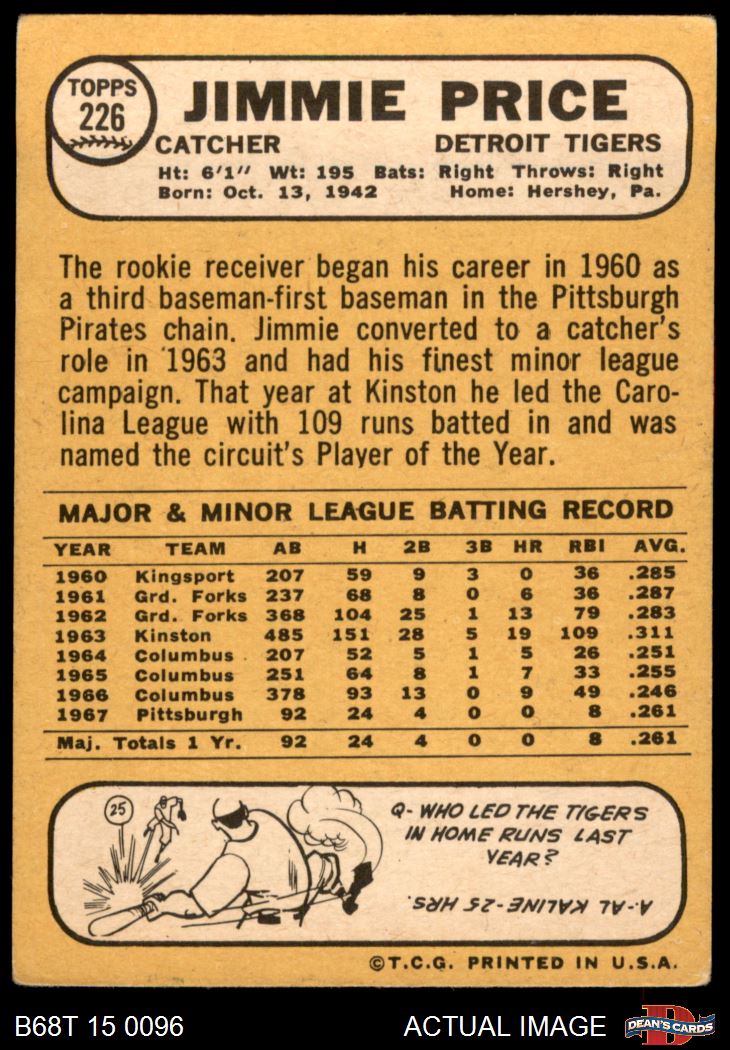 TOPPS
226
JIMMIE PRICE
CATCHER DETROIT TIGERS
Ht: 6'1" Wt: 195 Bats: Right Throws: Right
Born: Oct. 13, 1942 Home: Hershey, Pa.
The rookie receiver began his career in 1960 as
a third baseman-first baseman in the Pittsburgh
Pirates chain. Jimmie converted to a catcher's
role in 1963 and had his finest minor league
campaign. That year at Kinston he led the Caro-
lina League with 109 runs batted in and was
named the circuit's Player of the Year.
MAJOR & MINOR LEAGUE BATTING RECORD
YEAR TEAM AB H 2B 3B HR RBI AVG.
1960 Kingsport 207 59 9 3 0 36 .285
1961 Grd. Forks 237 68 8 0 6 36 .287
1962 Grd. Forks 368 104 25 1 13 79 .283
1963 Kinston 485 151 28 5 19 109 .311
1964 Columbus 207 52 5 1 5 26 .251
1965 Columbus 251 64 8 1 7 33 .255
1966 Columbus 378 93 13 0 9 49 .246
1967 Pittsburgh 92 24 4 0 0 8 .261
Maj. Totals 1 Yr. 92 24 4 0 0 8 .261
25
Q- WHO LED THE TIGERS
IN HOME RUNS LAST
YEAR?
A- AL KALINE-25 HRS.
©T.C.G. PRINTED IN U.S.A.
B68T 15 0096 ACTUAL IMAGE
D
DEAN'S CARDS